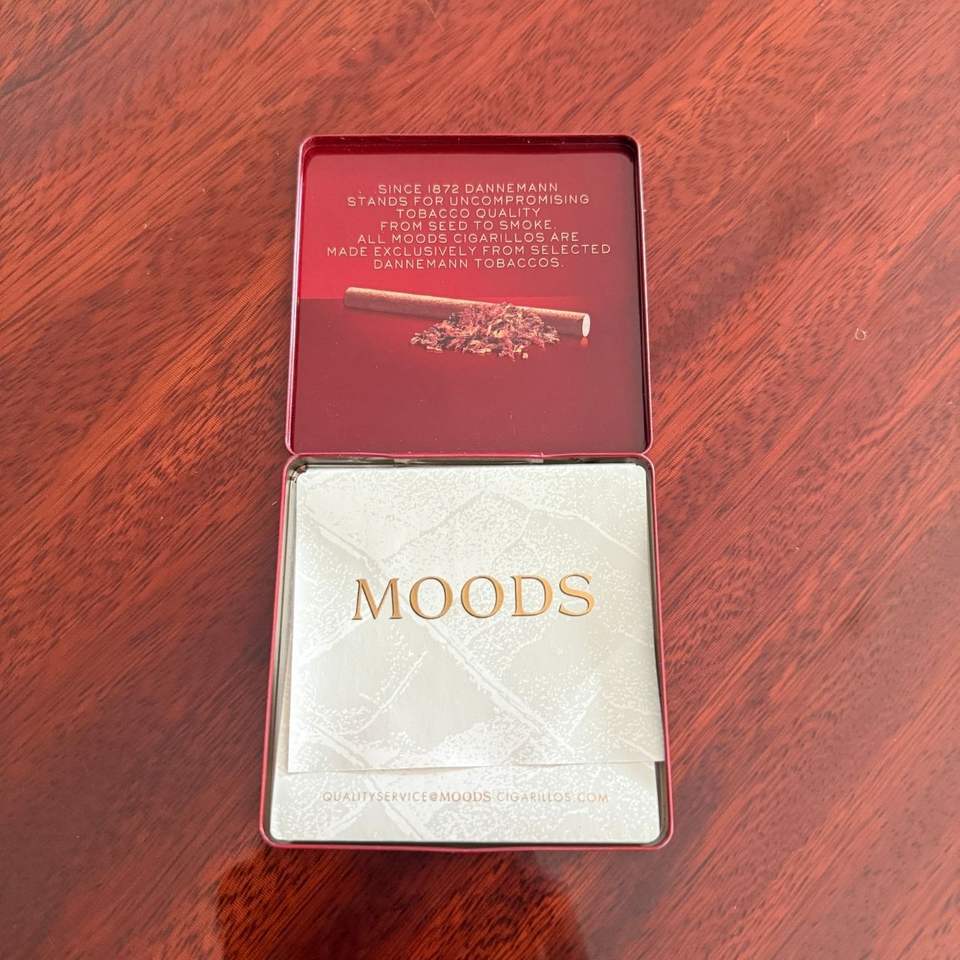 SINCE 1872 DANNEMANN
STANDS FOR UNCOMPROMISING
TOBACCO QUALITY
FROM SEED TO SMOKE.
ALL MOODS CIGARILLOS ARE
MADE EXCLUSIVELY FROM SELECTED
DANNEMANN TOBACCOS.
MOODS
QUALITYSERVICE@MOODS-CIGARILLOS.COM